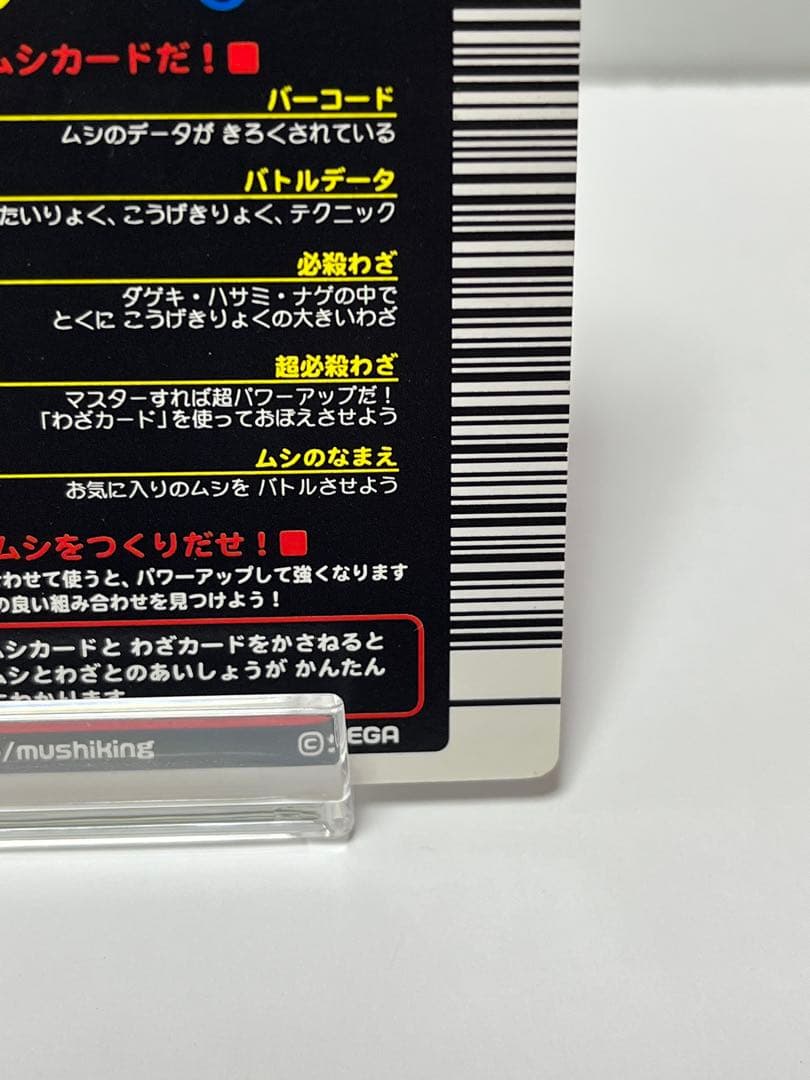 ムシカードだ！
バーコード
ムシのデータが きろくされている
バトルデータ
たいりょく、こうげきりょく、テクニック
必殺わざ
ダゲキ・ハサミ・ナゲの中で
とくに こうげきりょくの大きいわざ
超必殺わざ
マスターすれば超パワーアップだ！
「わざカード」を使っておぼえさせよう
ムシのなまえ
お気に入りのムシを バトルさせよう
ムシをつくりだせ！
わせて使うと、パワーアップして強くなります
の良い組み合わせを見つけよう！
シカードと わざカードをかさねると
ムシとわざとのあいしょうが かんたん
わかります
/mushiking
© EGA